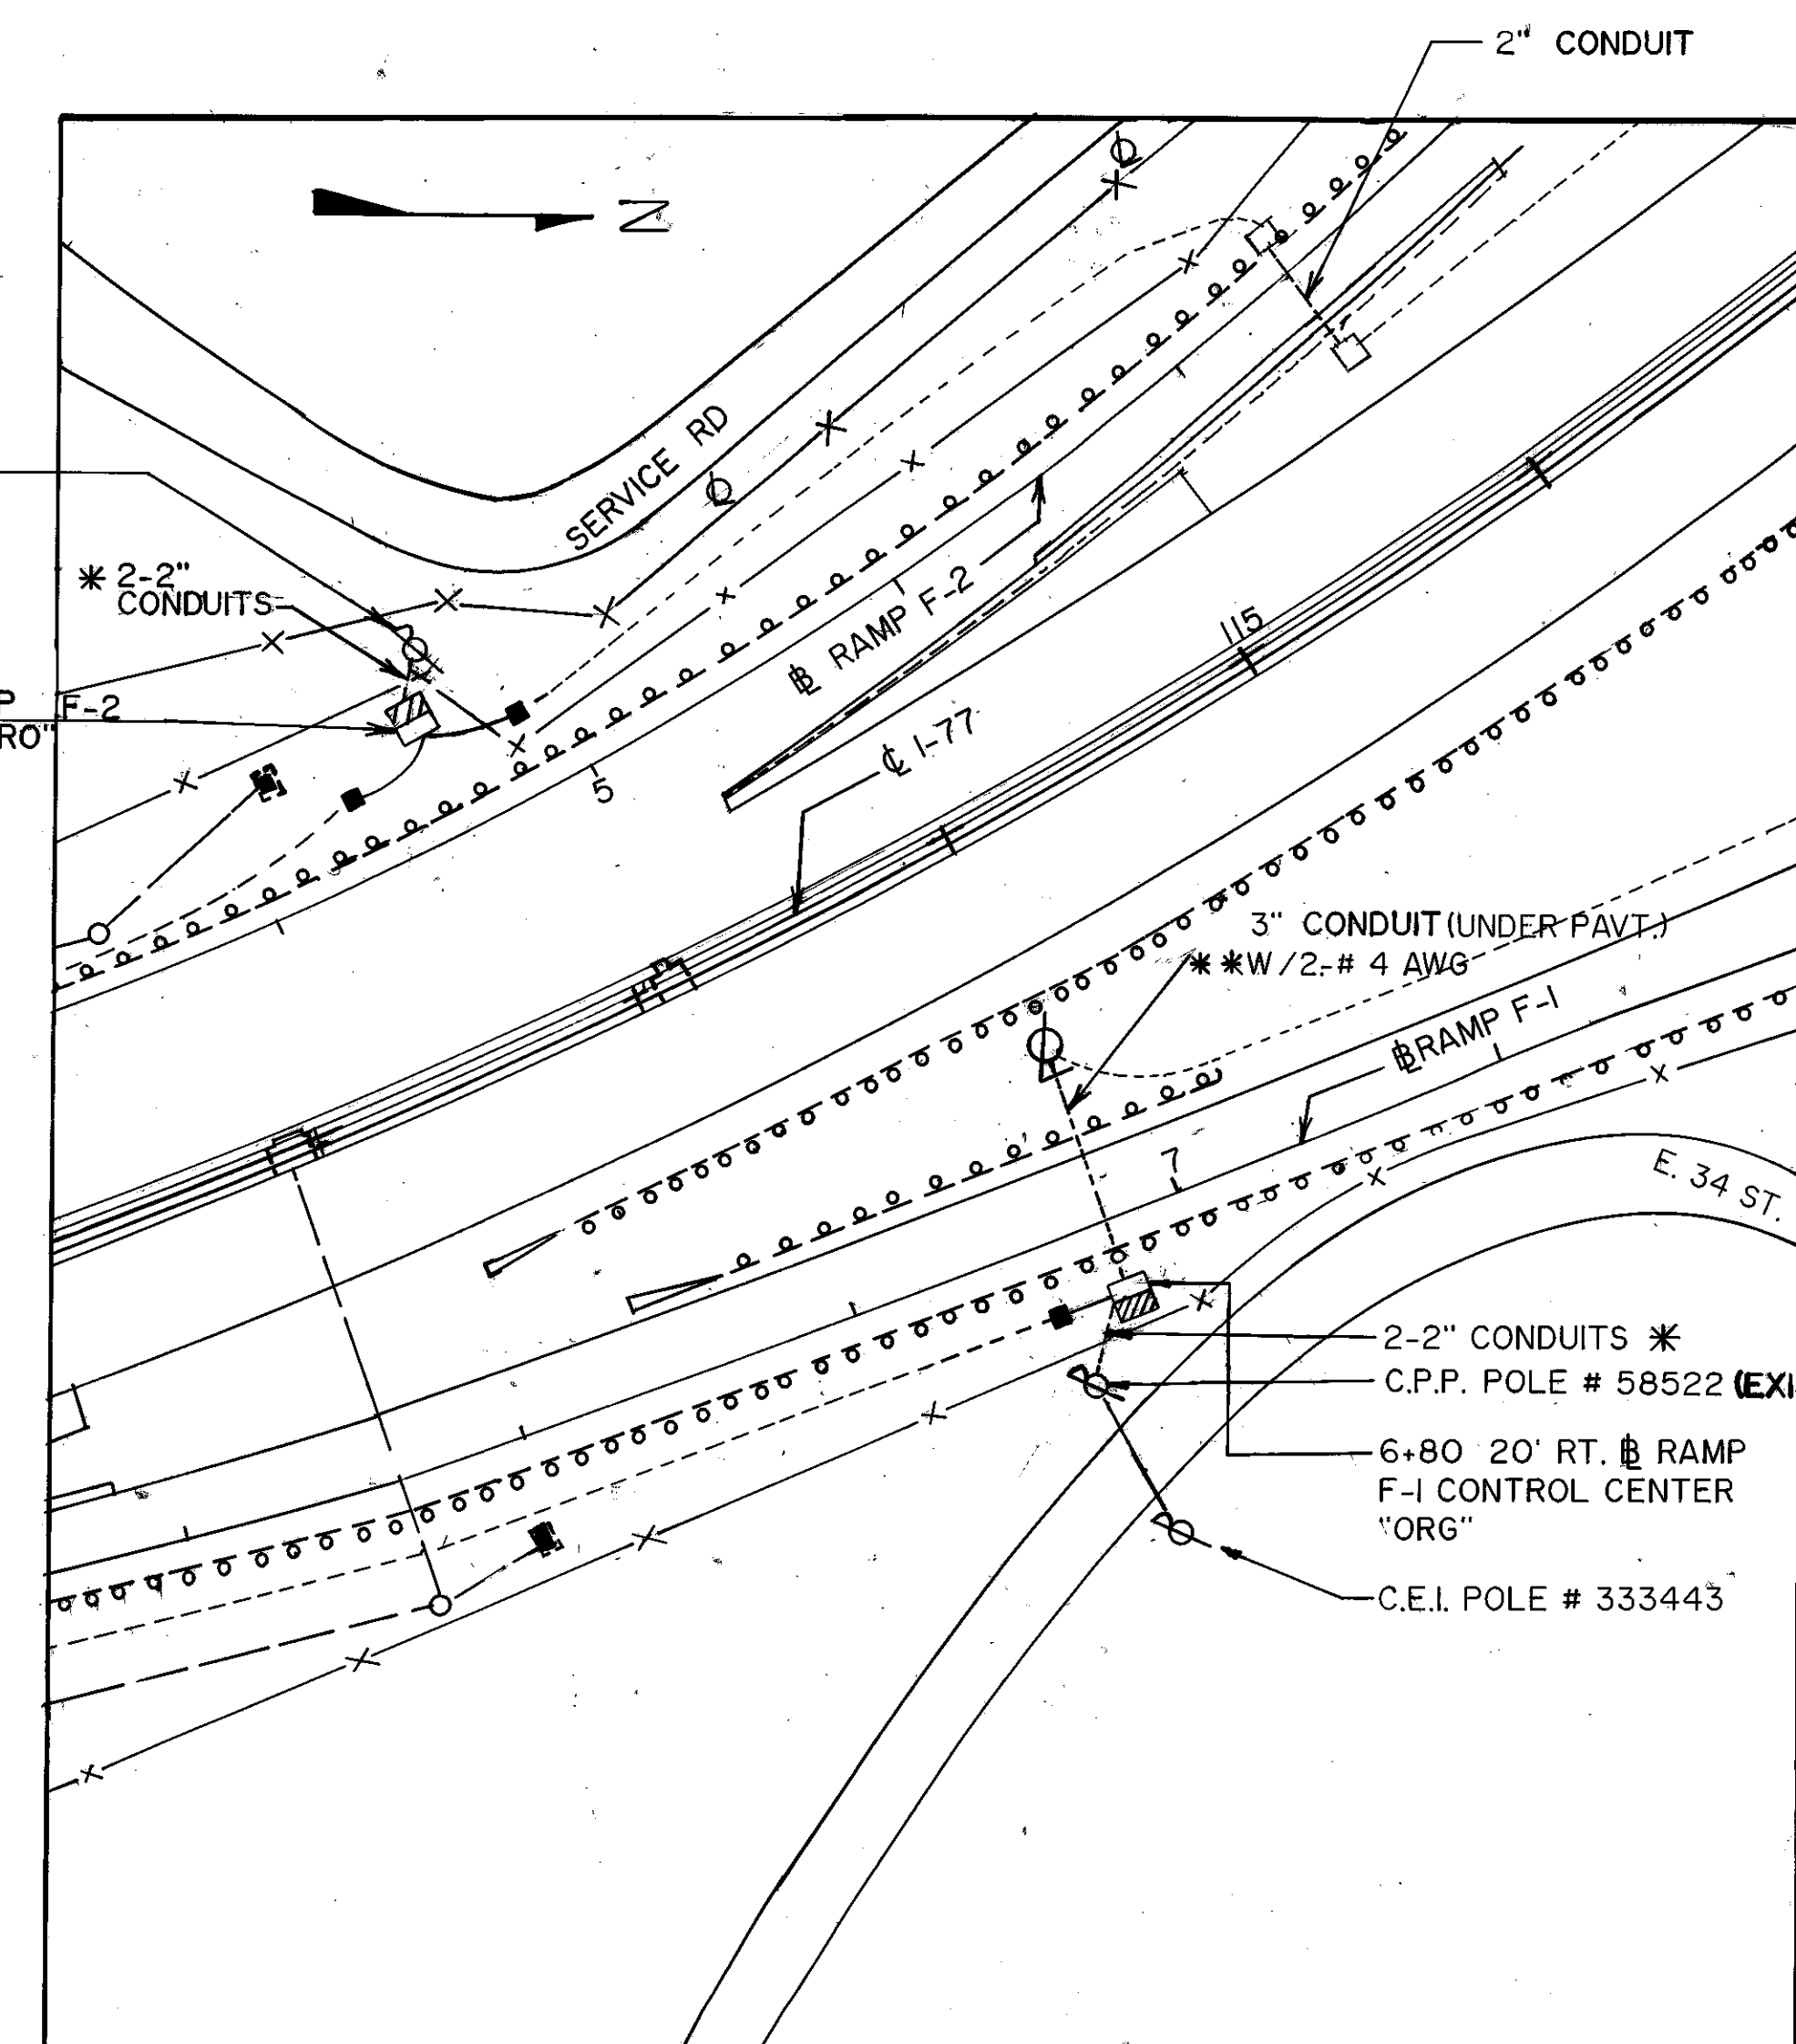 2" CONDUIT
N
SERVICE RD
* 2-2"
CONDUITS
P F-2
RO"
5
℄ RAMP F-2
115
℄ I-77
3" CONDUIT (UNDER PAVT.)
**W/2-# 4 AWG
℄ RAMP F-1
7
E. 34 ST.
2-2" CONDUITS *
C.P.P. POLE # 58522 (EXI
6+80 20' RT. ℄ RAMP
F-1 CONTROL CENTER
"ORG"
C.E.I. POLE # 333443